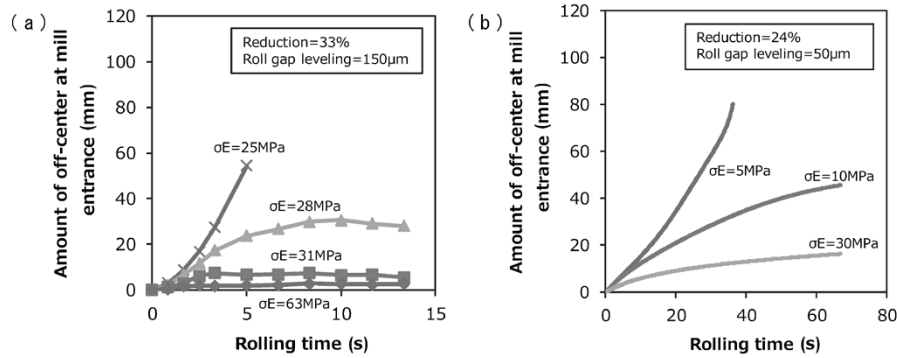 ( a )
Reduction=33%
Roll gap leveling=150μm
Amount of off-center at mill
entrance (mm)
120
100
80
60
40
20
0
σE=25MPa
σE=28MPa
σE=31MPa
σE=63MPa
0
5
10
15
Rolling time (s)
( b )
Reduction=24%
Roll gap leveling=50μm
Amount of off-center at mill
entrance (mm)
120
100
80
60
40
20
0
σE=5MPa
σE=10MPa
σE=30MPa
0
20
40
60
80
Rolling time (s)